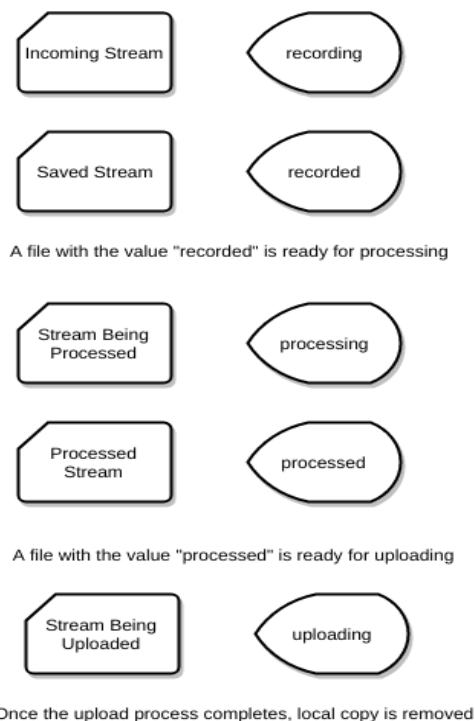 Incoming Stream
recording
Saved Stream
recorded
A file with the value "recorded" is ready for processing
Stream Being
Processed
processing
Processed
Stream
processed
A file with the value "processed" is ready for uploading
Stream Being
Uploaded
uploading
Once the upload process completes, local copy is removed